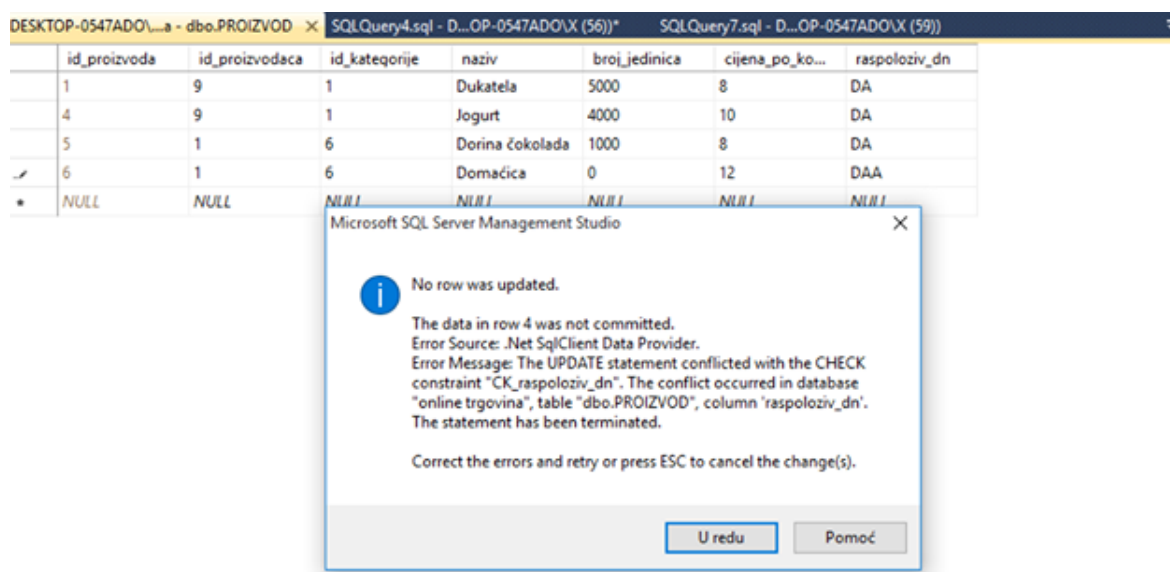 DESKTOP-0547ADO\...a - dbo.PROIZVOD × SQLQuery4.sql - D...OP-0547ADO\X (56))* SQLQuery7.sql - D...OP-0547ADO\X (59))
id_proizvoda id_proizvodaca id_kategorije naziv broj_jedinica cijena_po_ko... raspoloziv_dn
1 9 1 Dukatela 5000 8 DA
4 9 1 Jogurt 4000 10 DA
5 1 6 Dorina čokolada 1000 8 DA
6 1 6 Domaćica 0 12 DAA
NULL NULL NULL NULL NULL NULL NULL
Microsoft SQL Server Management Studio
No row was updated.
The data in row 4 was not committed.
Error Source: .Net SqlClient Data Provider.
Error Message: The UPDATE statement conflicted with the CHECK
constraint "CK_raspoloziv_dn". The conflict occurred in database
"online trgovina", table "dbo.PROIZVOD", column 'raspoloziv_dn'.
The statement has been terminated.
Correct the errors and retry or press ESC to cancel the change(s).
U redu Pomoć